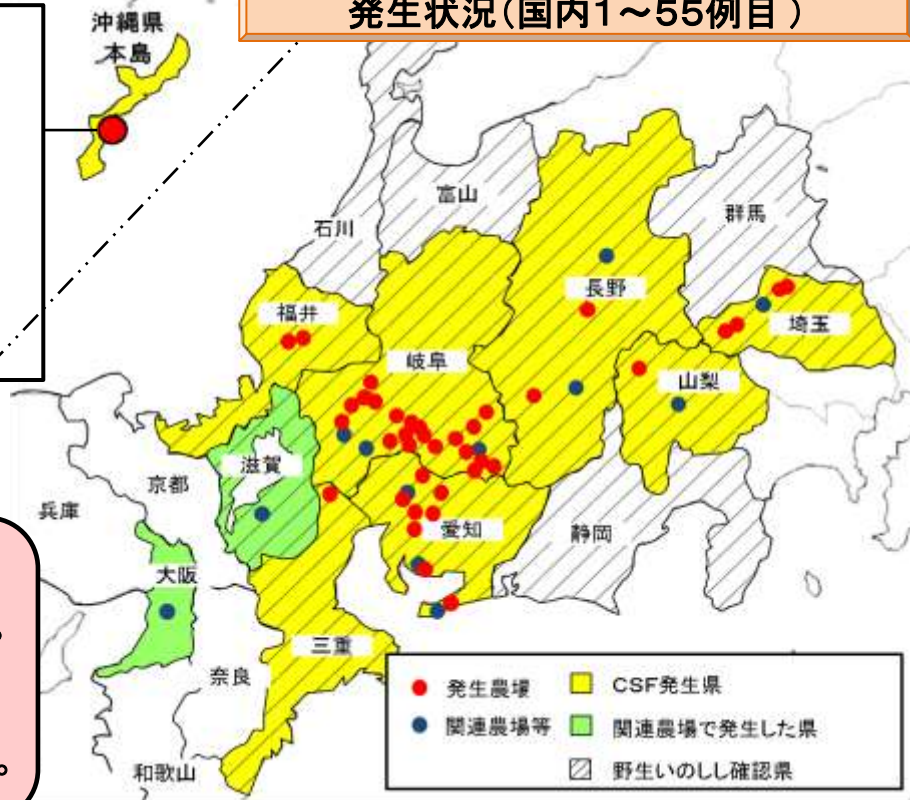 発生状況(国内1～55例目)
沖縄県
本島
富山
石川
群馬
長野
福井
埼玉
岐阜
山梨
滋賀
京都
兵庫
愛知
静岡
大阪
三重
奈良
和歌山
発生農場
CSF発生県
関連農場等
関連農場で発生した県
野生いのしし確認県
。